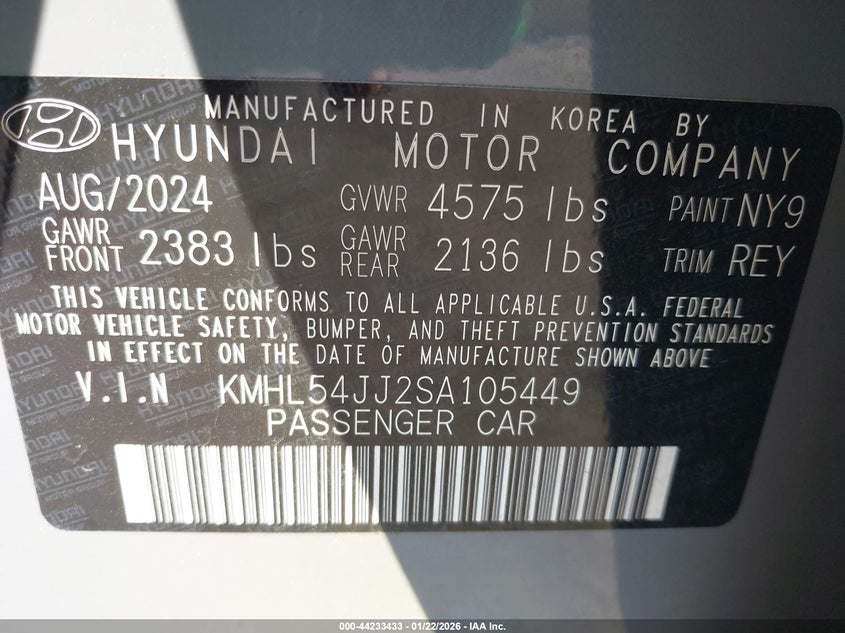 MANUFACTURED IN KOREA BY
HYUNDAI MOTOR COMPANY
AUG/2024 GVWR 4575 lbs PAINT NY9
GAWR FRONT 2383 lbs GAWR REAR 2136 lbs TRIM REY
THIS VEHICLE CONFORMS TO ALL APPLICABLE U.S.A. FEDERAL
MOTOR VEHICLE SAFETY, BUMPER, AND THEFT PREVENTION STANDARDS
IN EFFECT ON THE DATE OF MANUFACTURE SHOWN ABOVE
V.I.N KMHL54JJ2SA105449
PASSENGER CAR
000-44233433 - 01/22/2026 - IAA Inc.